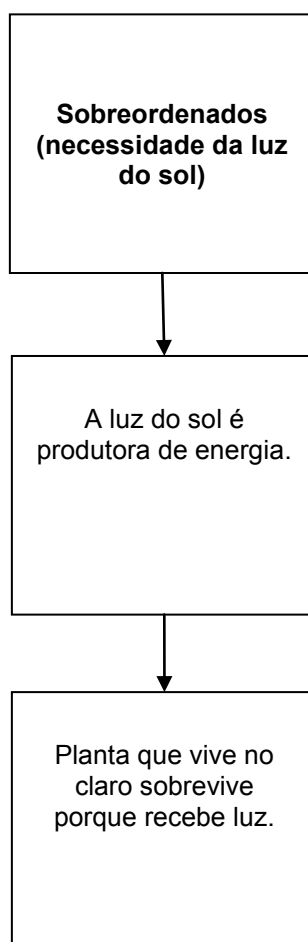 Sobreordenados
(necessidade da luz
do sol)
A luz do sol é
produtora de energia.
Planta que vive no
claro sobrevive
porque recebe luz.